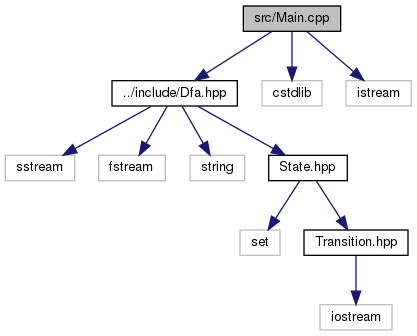 src/Main.cpp
../include/Dfa.hpp
cstdlib
istream
sstream
fstream
string
State.hpp
set
Transition.hpp
iostream